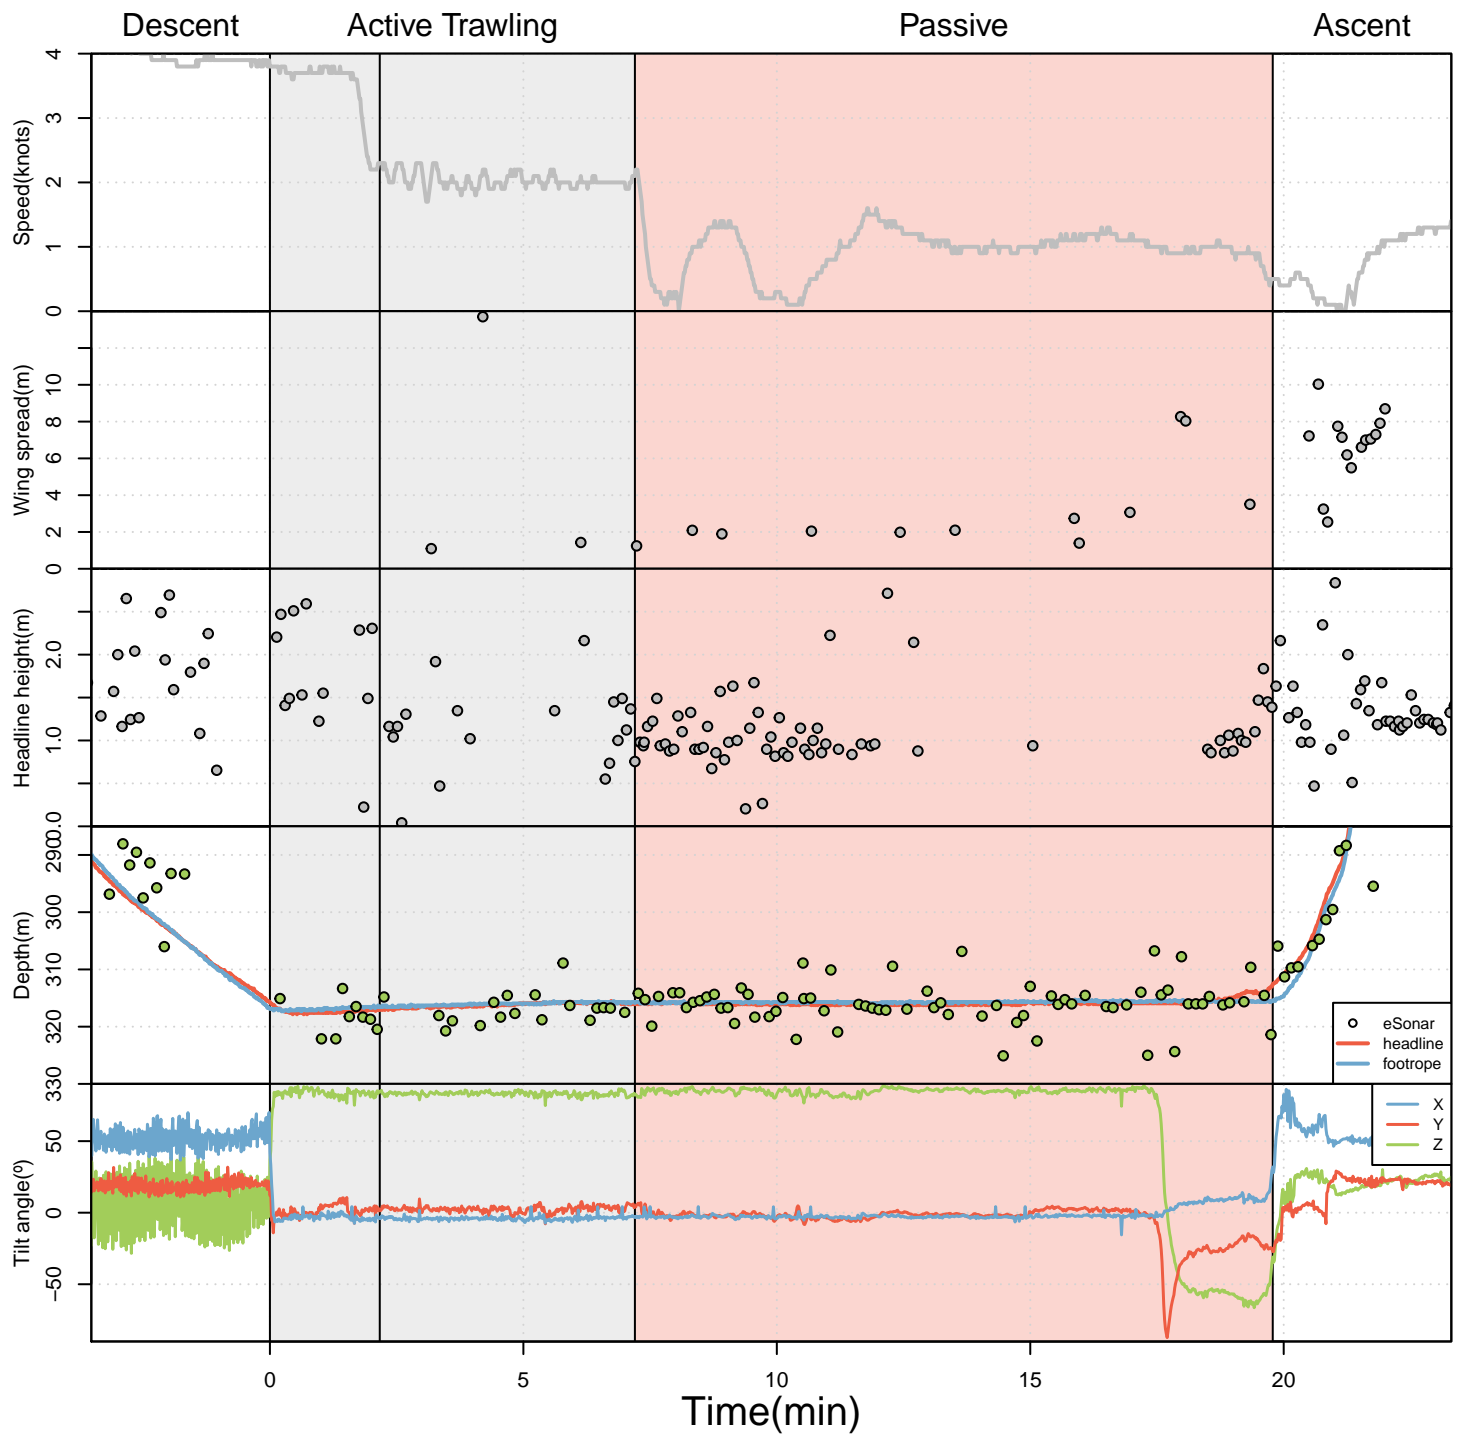 Descent Active Trawling Passive Ascent
Speed(knots)
4
3
2
1
0
Wing spread(m)
10
8
6
4
2
0
Headline height(m)
2.0
1.0
0.0
Depth(m)
290
300
310
320
330
eSonar
headline
footrope
Tilt angle(º)
50
0
−50
X
Y
Z
0 5 10 15 20
Time(min)